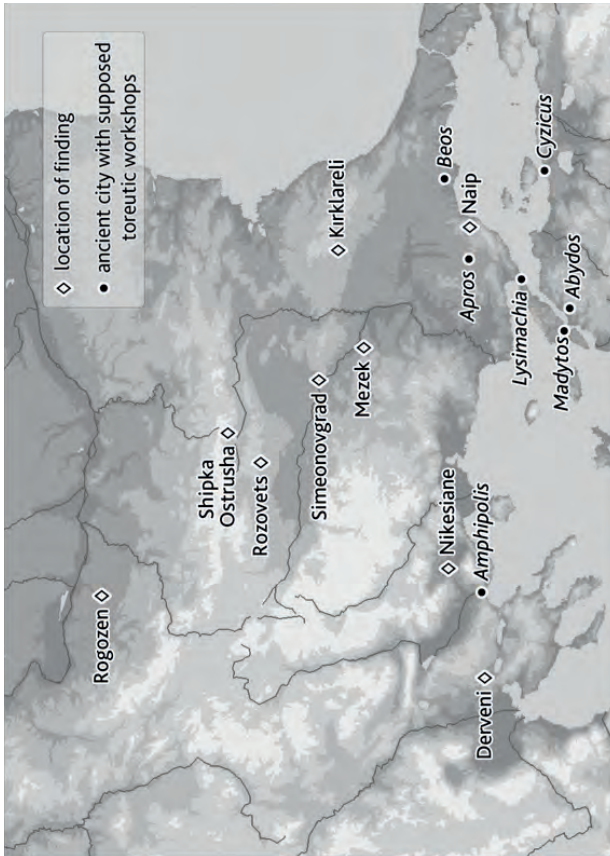 location of finding
ancient city with supposed
toreutic workshops
Rogozen
Shipka
Ostrusha
Rozovets
Simeonovgrad
Mezek
Kırklareli
Beos
Naip
Apros
Cyzicus
Lysimachia
Abydos
Madytos
Nikesiane
Amphipolis
Derveni